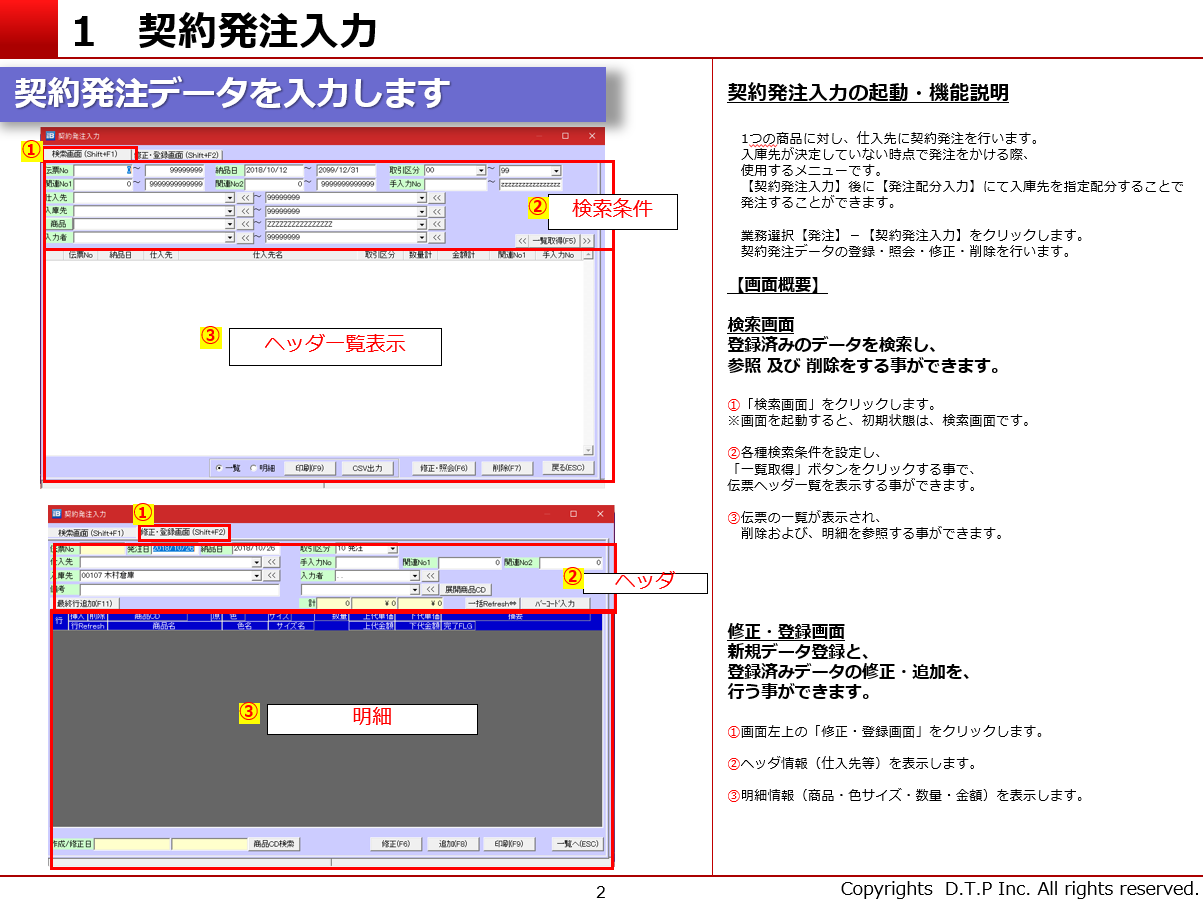 1　契約発注入力
契約発注データを入力します
契約発注入力
①
検索画面(Shift+F1) 修正・登録画面(Shift+F2)
伝票No 1 ～ 99999999 納品日 2018/10/12 ～ 2099/12/31 取引区分 00 ～ 99
関連No1 0 ～ 9999999999999 関連No2 0 ～ 9999999999999 手入力No ～ zzzzzzzzzzzzzzzzz
仕入先 << ～ 99999999 <<
入庫先 << ～ 99999999 <<
② 検索条件
商品 << ～ ZZZZZZZZZZZZZZZZ <<
入力者 << ～ 99999999 <<
<< 一覧取得(F5) >>
伝票No 納品日 仕入先 仕入先名 取引区分 数量計 金額計 関連No1 手入力No
③ ヘッダー覧表示
一覧 明細 印刷(F9) CSV出力 修正・照会(F6) 削除(F7) 戻る(ESC)
契約発注入力
①
検索画面(Shift+F1) 修正・登録画面(Shift+F2)
伝票No 発注日 2018/10/26 納品日 2018/10/26 取引区分 10 発注
仕入先 << 手入力No 関連No1 0 関連No2 0
入庫先 00107 木村倉庫 << 入力者 . . <<
② ヘッダ
備考 << 展開商品CD
最終行追加(F11) 計 0 ¥0 ¥0 一括Refresh⇔ バーコード入力
行 挿入 削除 商品CD 原 色 サイズ 数量 上代単価 下代単価 摘要
行Refresh 商品名 色名 サイズ名 上代金額 下代金額 完了FLG
③ 明細
作成/修正日 商品CD検索 修正(F6) 追加(F8) 印刷(F9) 一覧へ(ESC)
契約発注入力の起動・機能説明
1つの商品に対し、仕入先に契約発注を行います。
入庫先が決定していない時点で発注をかける際、
使用するメニューです。
【契約発注入力】後に【発注配分入力】にて入庫先を指定配分することで
発注することができます。
業務選択【発注】－【契約発注入力】をクリックします。
契約発注データの登録・照会・修正・削除を行います。
【画面概要】
検索画面
登録済みのデータを検索し、
参照 及び 削除をする事ができます。
①「検索画面」をクリックします。
※画面を起動すると、初期状態は、検索画面です。
②各種検索条件を設定し、
「一覧取得」ボタンをクリックする事で、
伝票ヘッダ一覧を表示する事ができます。
③伝票の一覧が表示され、
削除および、明細を参照する事ができます。
修正・登録画面
新規データ登録と、
登録済みデータの修正・追加を、
行う事ができます。
①画面左上の「修正・登録画面」をクリックします。
②ヘッダ情報（仕入先等）を表示します。
③明細情報（商品・色サイズ・数量・金額）を表示します。
2
Copyrights D.T.P Inc. All rights reserved.